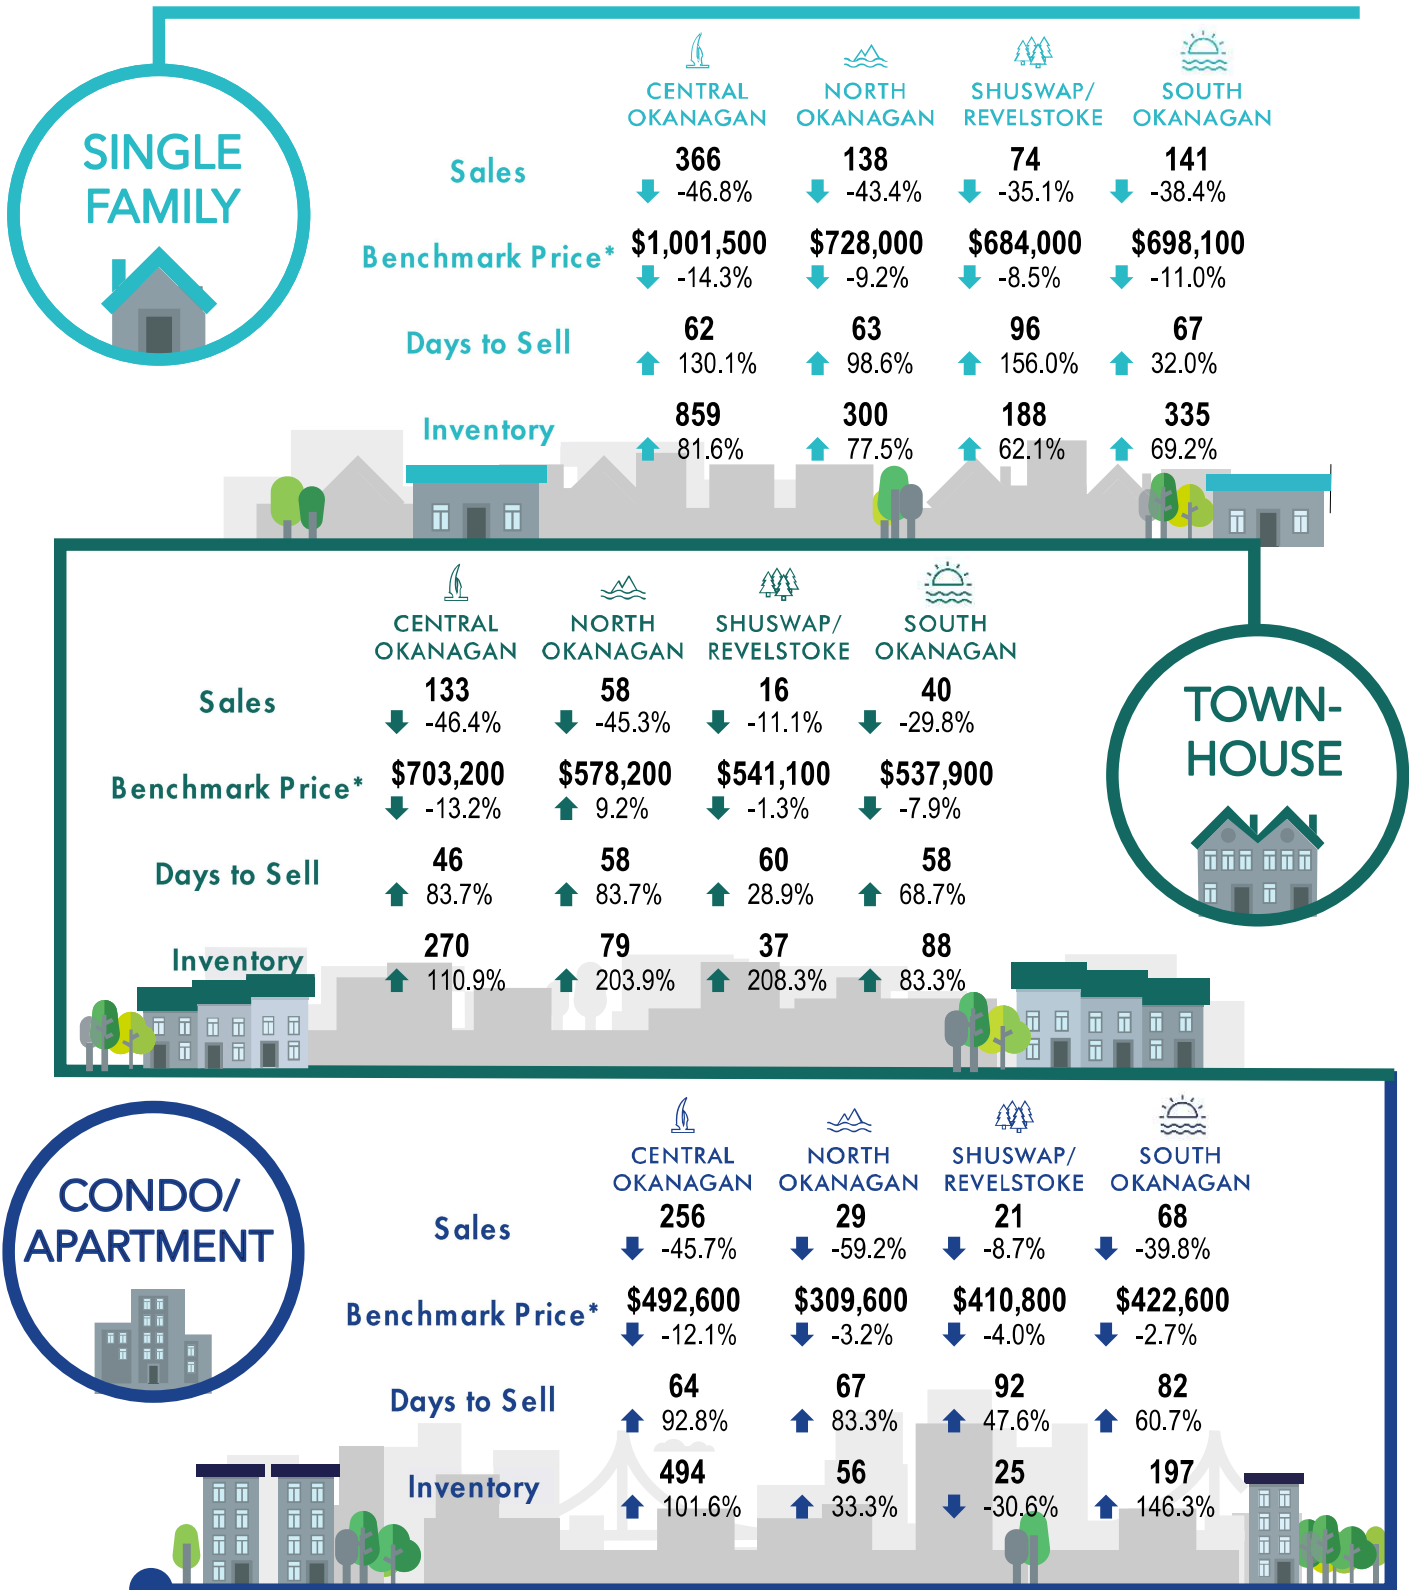 SINGLE
FAMILY
CENTRAL
OKANAGAN
NORTH
OKANAGAN
SHUSWAP/
REVELSTOKE
SOUTH
OKANAGAN
Sales
366 138 74 141
-46.8% -43.4% -35.1% -38.4%
Benchmark Price*
$1,001,500 $728,000 $684,000 $698,100
-14.3% -9.2% -8.5% -11.0%
Days to Sell
62 63 96 67
130.1% 98.6% 156.0% 32.0%
Inventory
859 300 188 335
81.6% 77.5% 62.1% 69.2%
TOWN-
HOUSE
CENTRAL
OKANAGAN
NORTH
OKANAGAN
SHUSWAP/
REVELSTOKE
SOUTH
OKANAGAN
Sales
133 58 16 40
-46.4% -45.3% -11.1% -29.8%
Benchmark Price*
$703,200 $578,200 $541,100 $537,900
-13.2% 9.2% -1.3% -7.9%
Days to Sell
46 58 60 58
83.7% 83.7% 28.9% 68.7%
Inventory
270 79 37 88
110.9% 203.9% 208.3% 83.3%
CONDO/
APARTMENT
CENTRAL
OKANAGAN
NORTH
OKANAGAN
SHUSWAP/
REVELSTOKE
SOUTH
OKANAGAN
Sales
256 29 21 68
-45.7% -59.2% -8.7% -39.8%
Benchmark Price*
$492,600 $309,600 $410,800 $422,600
-12.1% -3.2% -4.0% -2.7%
Days to Sell
64 67 92 82
92.8% 83.3% 47.6% 60.7%
Inventory
494 56 25 197
101.6% 33.3% -30.6% 146.3%